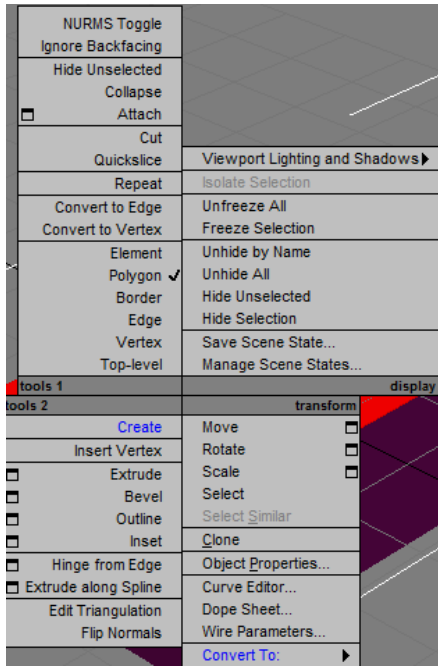 NURMS Toggle
Ignore Backfacing
Hide Unselected
Collapse
Attach
Cut
Quickslice
Repeat
Convert to Edge
Convert to Vertex
Element
Polygon
Border
Edge
Vertex
Top-level
tools 1
Viewport Lighting and Shadows
Isolate Selection
Unfreeze All
Freeze Selection
Unhide by Name
Unhide All
Hide Unselected
Hide Selection
Save Scene State...
Manage Scene States...
display
tools 2
Create
Insert Vertex
Extrude
Bevel
Outline
Inset
Hinge from Edge
Extrude along Spline
Edit Triangulation
Flip Normals
transform
Move
Rotate
Scale
Select
Select Similar
Clone
Object Properties...
Curve Editor...
Dope Sheet...
Wire Parameters...
Convert To: